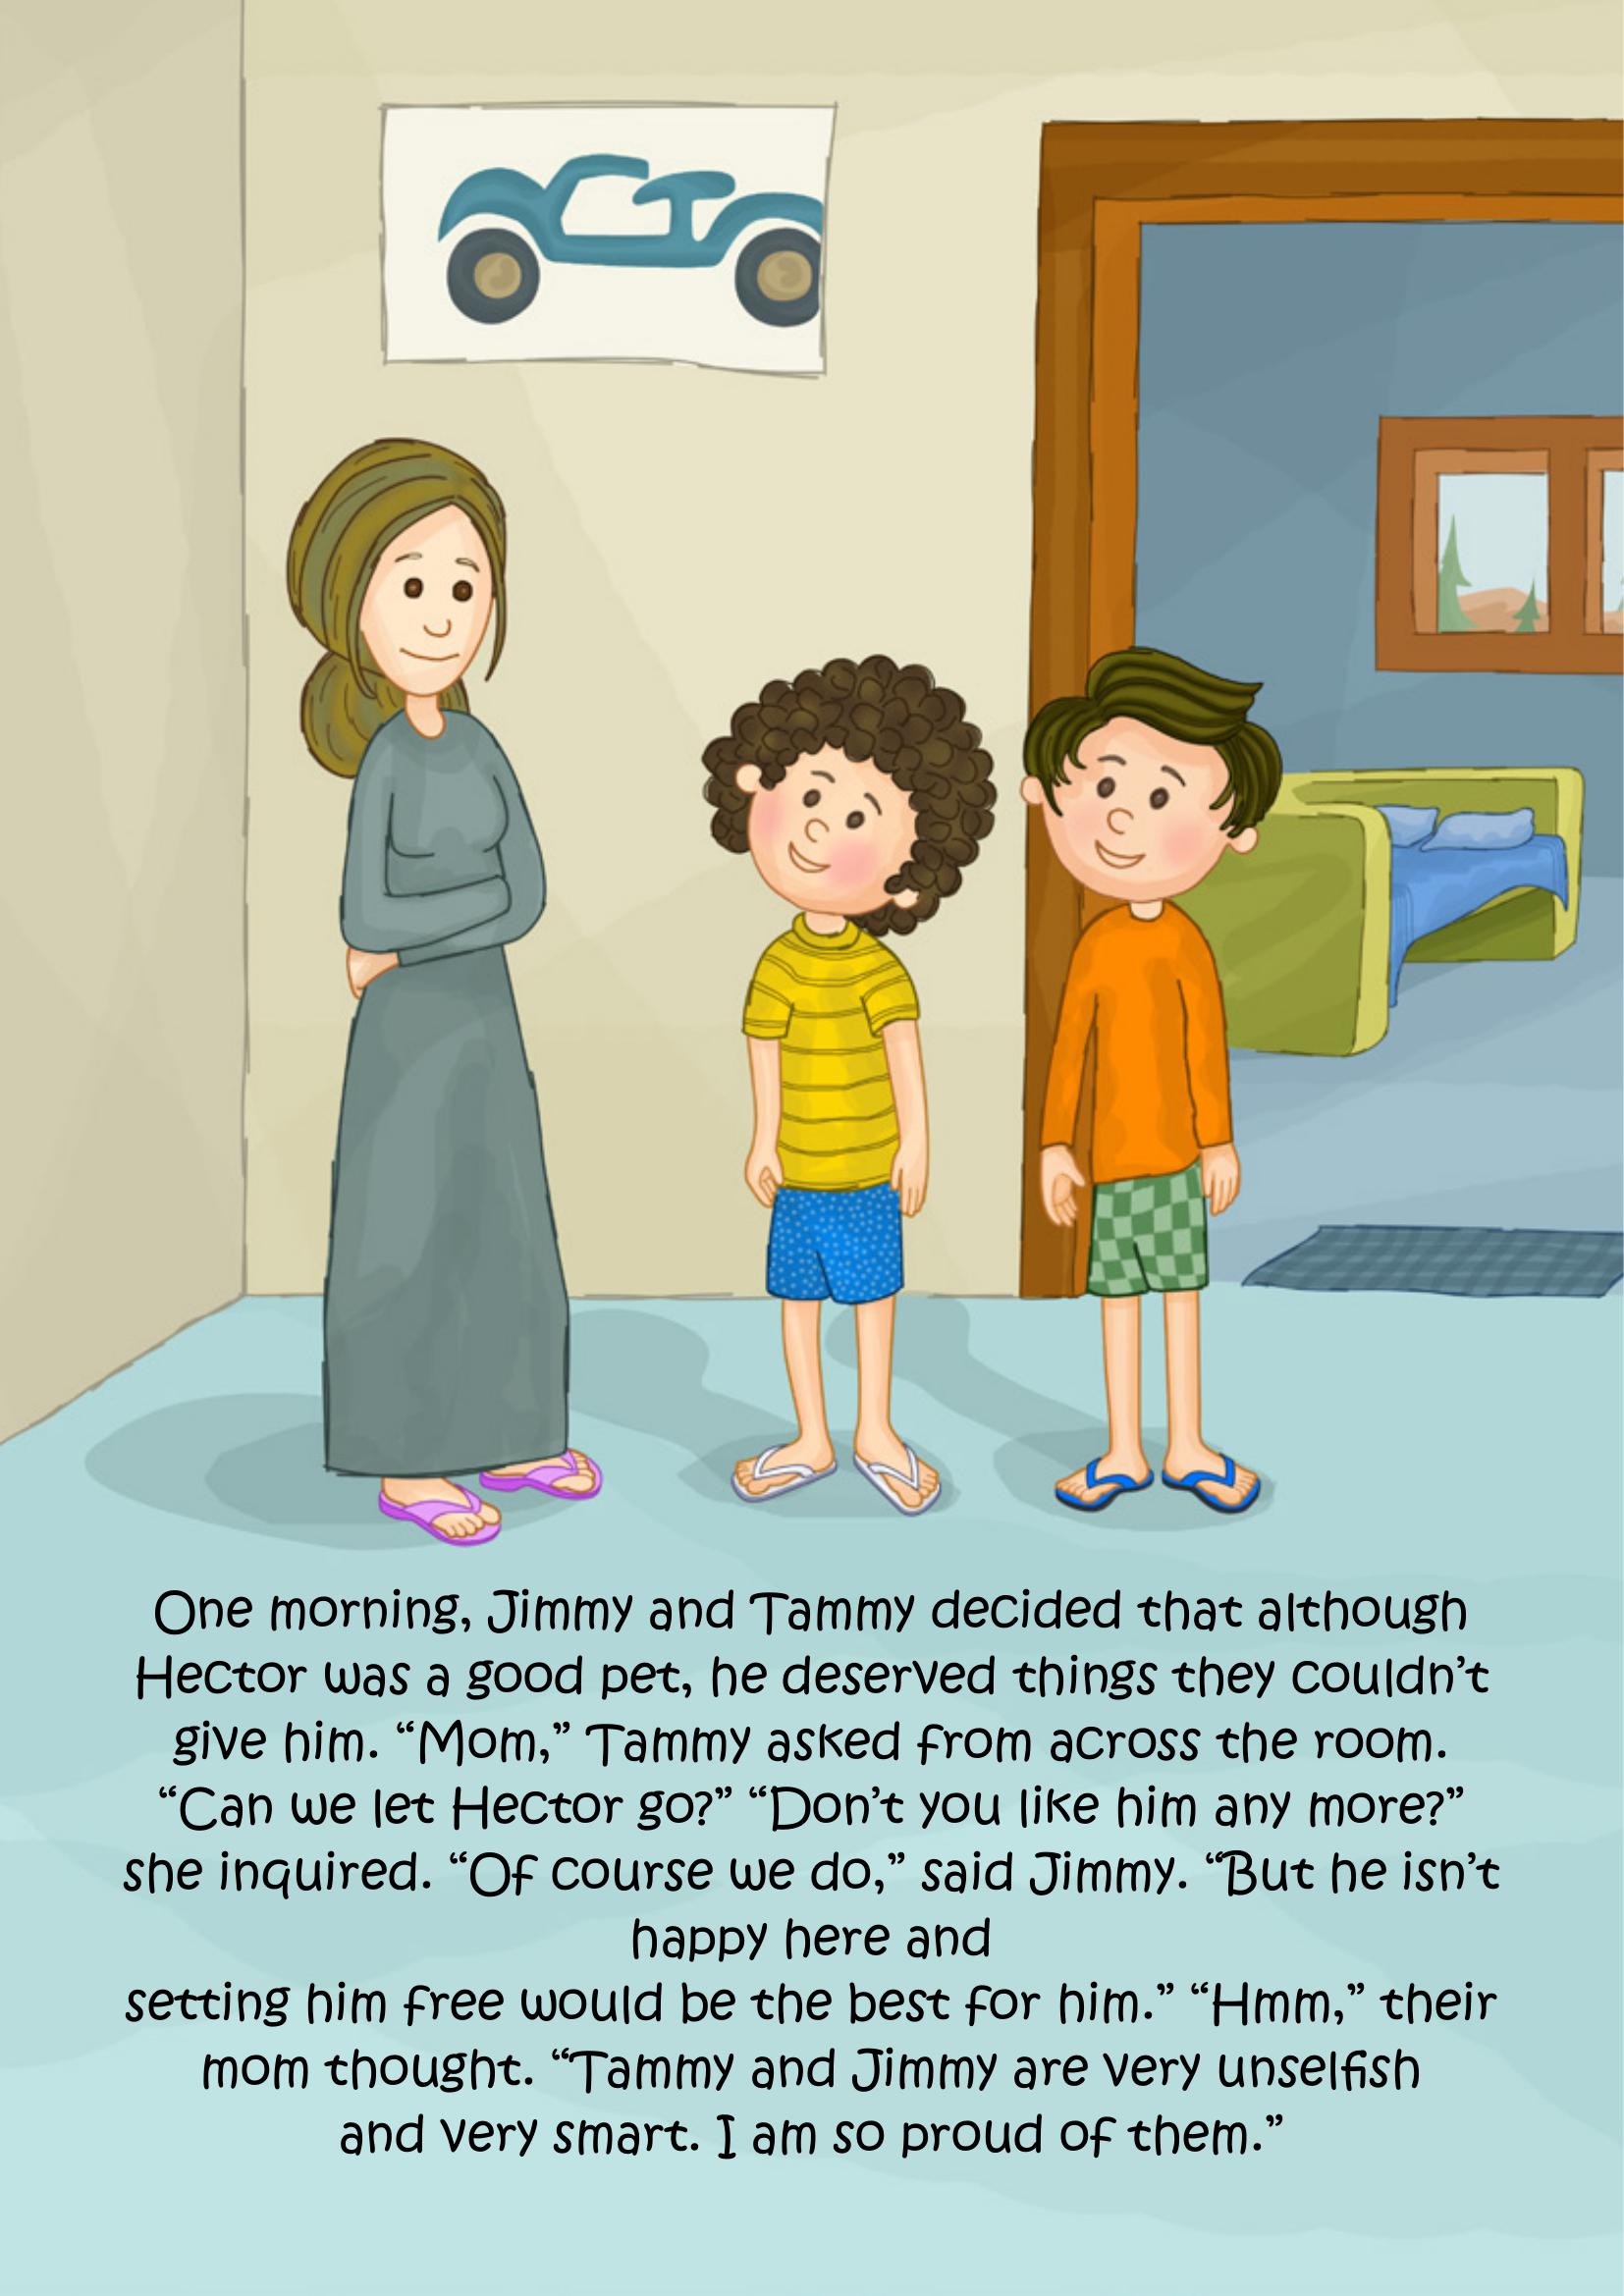 One morning, Jimmy and Tammy decided that although
Hector was a good pet, he deserved things they couldn’t
give him. “Mom,” Tammy asked from across the room.
“Can we let Hector go?” “Don’t you like him any more?”
she inquired. “Of course we do,” said Jimmy. “But he isn’t
happy here and
setting him free would be the best for him.” “Hmm,” their
mom thought. “Tammy and Jimmy are very unselfish
and very smart. I am so proud of them.”